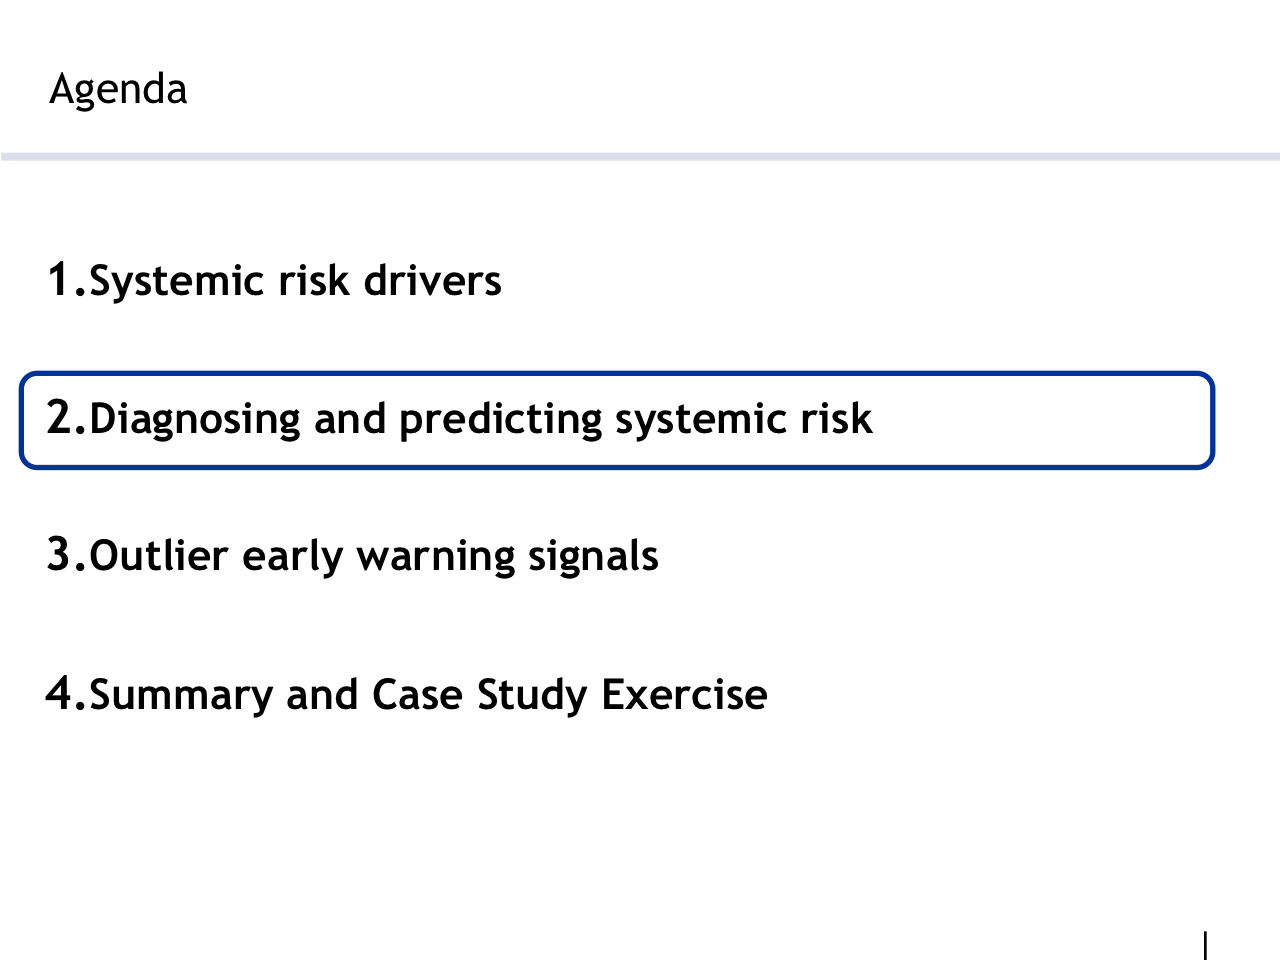 Agenda
1.Systemic risk drivers
2.Diagnosing and predicting systemic risk
3.Outlier early warning signals
4.Summary and Case Study Exercise